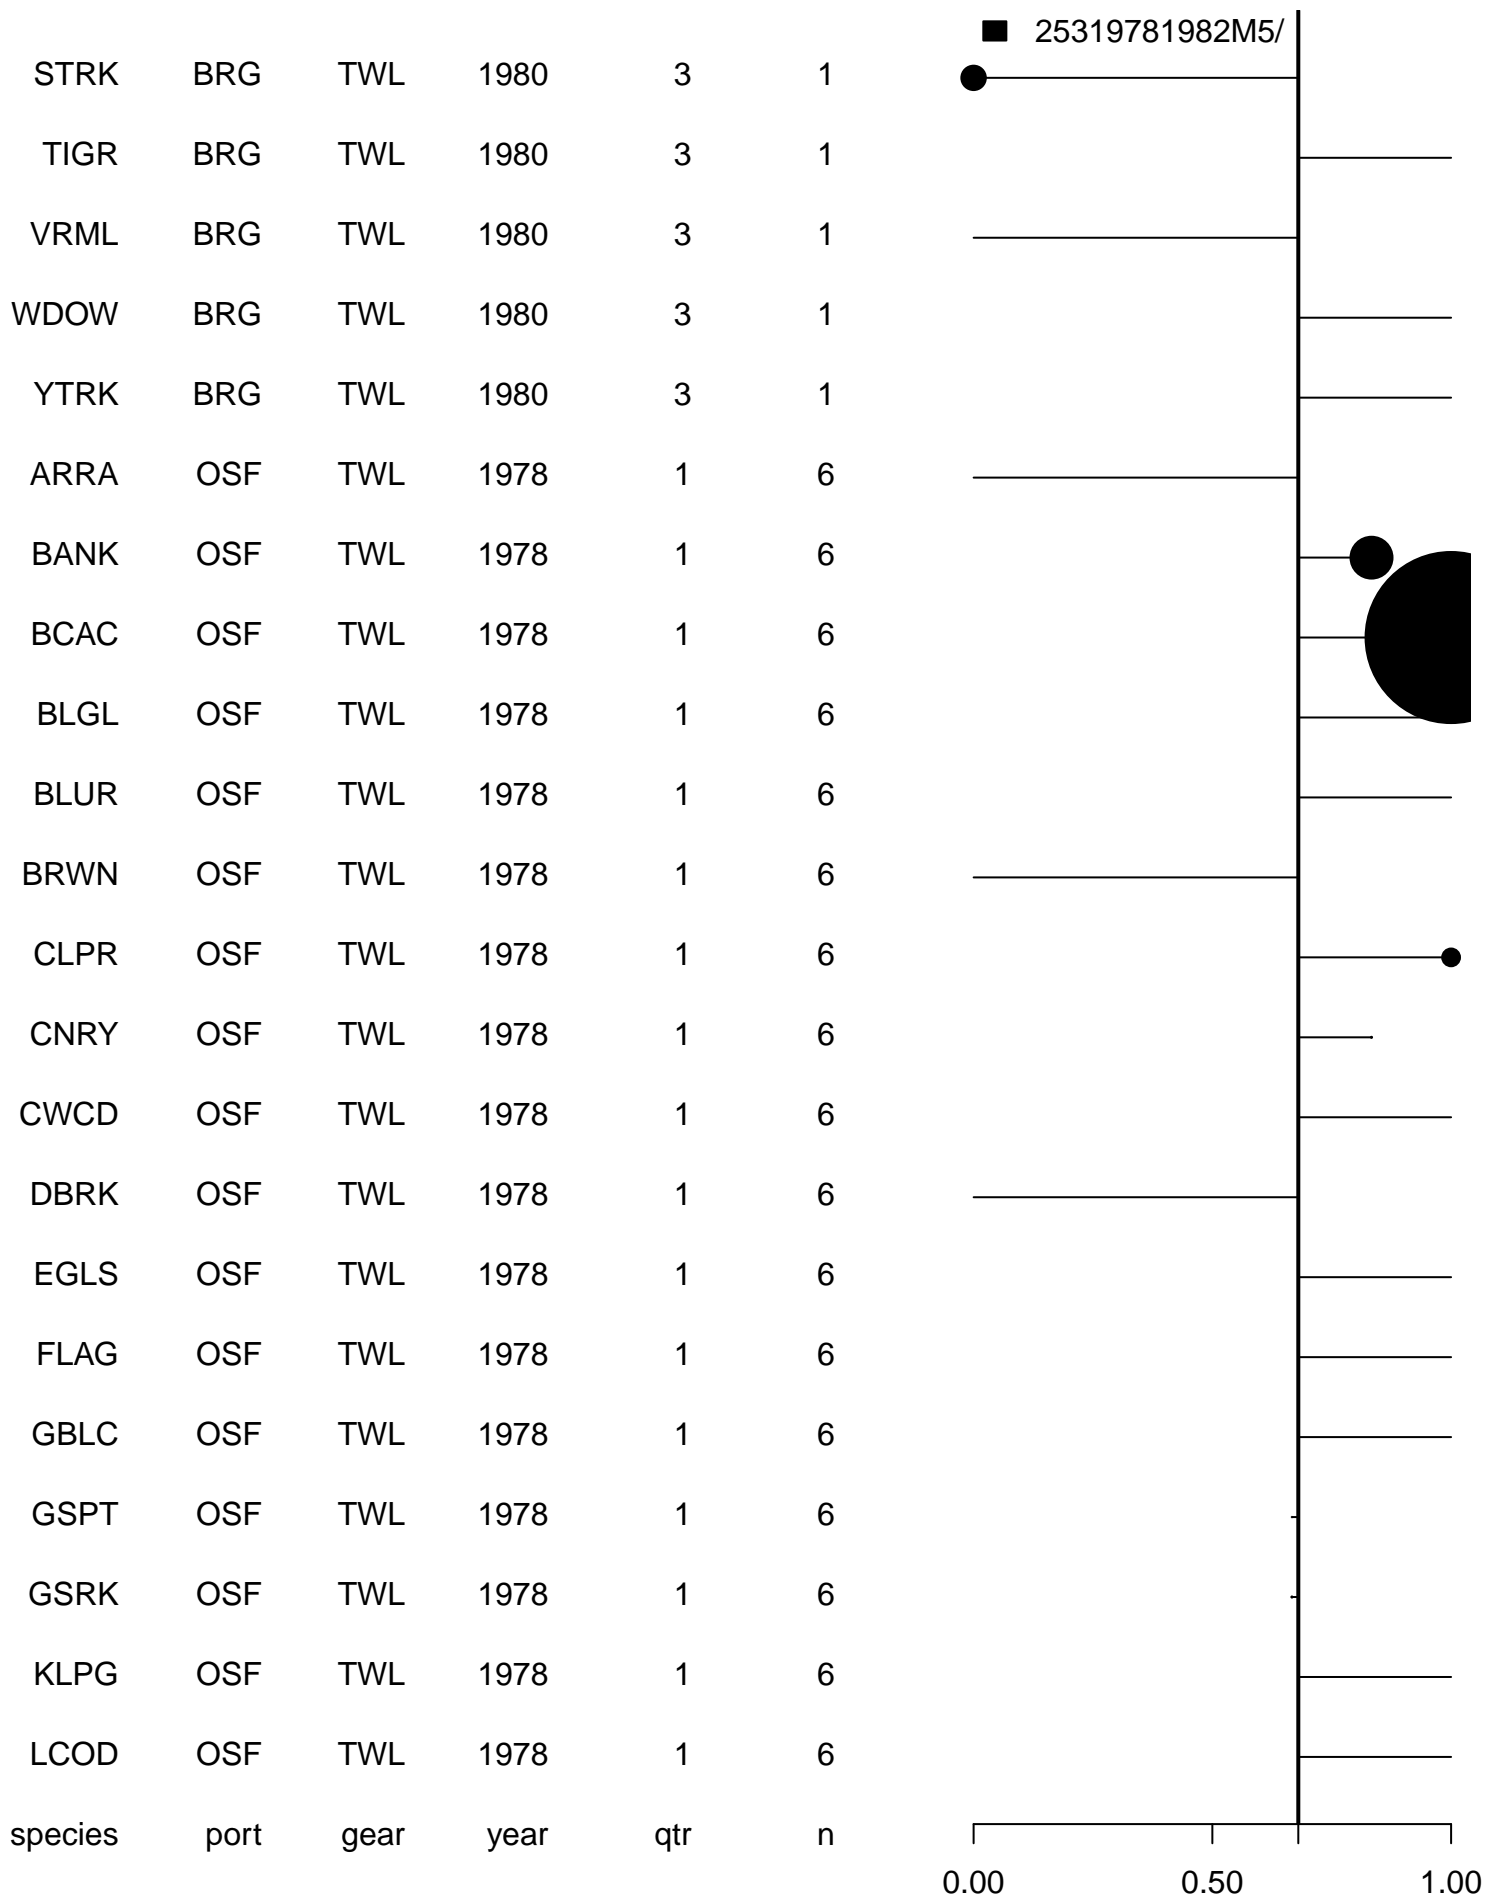 25319781982M5/
STRK BRG TWL 1980 3 1
TIGR BRG TWL 1980 3 1
VRML BRG TWL 1980 3 1
WDOW BRG TWL 1980 3 1
YTRK BRG TWL 1980 3 1
ARRA OSF TWL 1978 1 6
BANK OSF TWL 1978 1 6
BCAC OSF TWL 1978 1 6
BLGL OSF TWL 1978 1 6
BLUR OSF TWL 1978 1 6
BRWN OSF TWL 1978 1 6
CLPR OSF TWL 1978 1 6
CNRY OSF TWL 1978 1 6
CWCD OSF TWL 1978 1 6
DBRK OSF TWL 1978 1 6
EGLS OSF TWL 1978 1 6
FLAG OSF TWL 1978 1 6
GBLC OSF TWL 1978 1 6
GSPT OSF TWL 1978 1 6
GSRK OSF TWL 1978 1 6
KLPG OSF TWL 1978 1 6
LCOD OSF TWL 1978 1 6
species port gear year qtr n
0.00 0.50 1.00